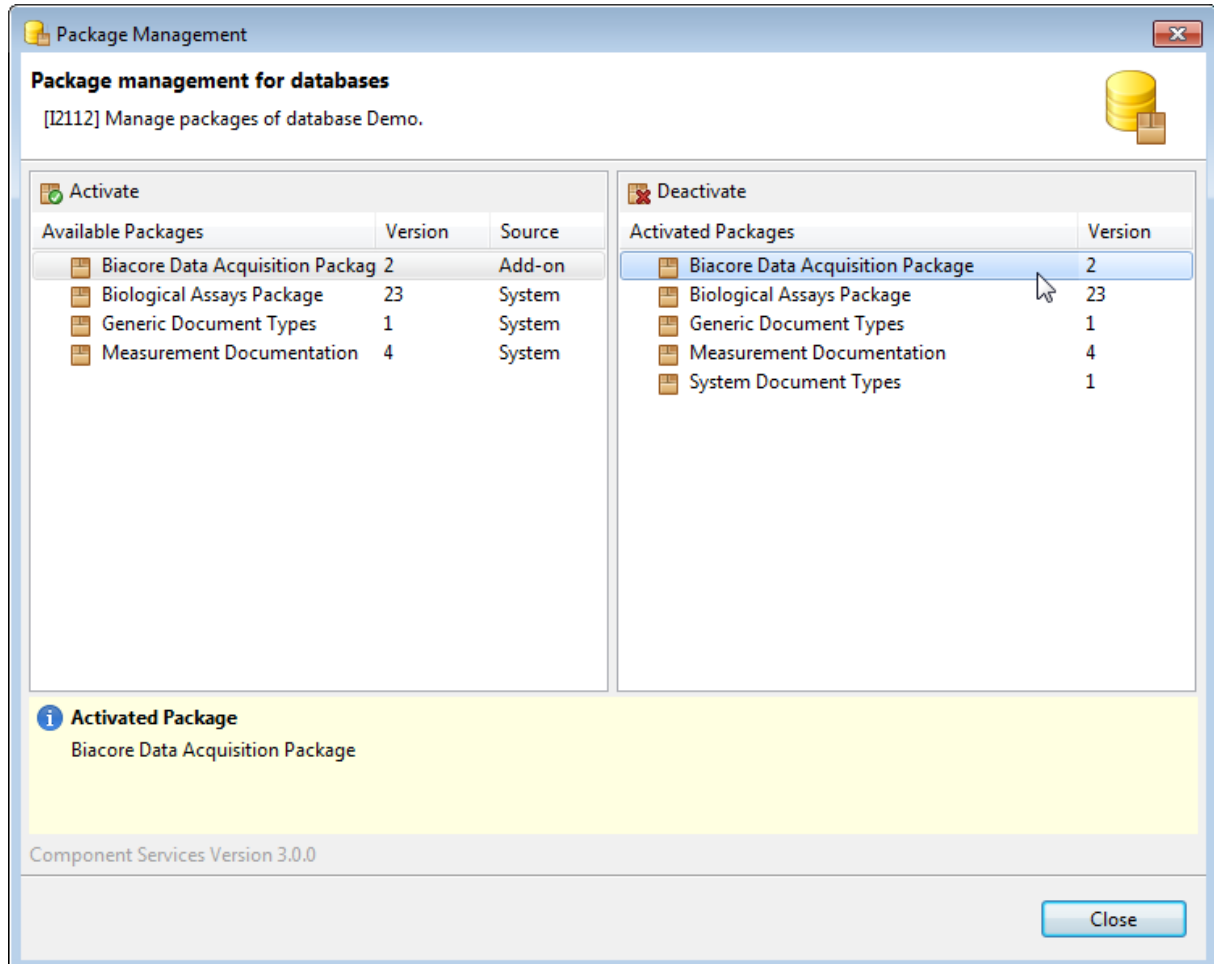 Package Management
Package management for databases
[I2112] Manage packages of database Demo.
Activate
Available Packages Version Source
Biacore Data Acquisition Packag 2 Add-on
Biological Assays Package 23 System
Generic Document Types 1 System
Measurement Documentation 4 System
Deactivate
Activated Packages Version
Biacore Data Acquisition Package 2
Biological Assays Package 23
Generic Document Types 1
Measurement Documentation 4
System Document Types 1
Activated Package
Biacore Data Acquisition Package
Component Services Version 3.0.0
Close